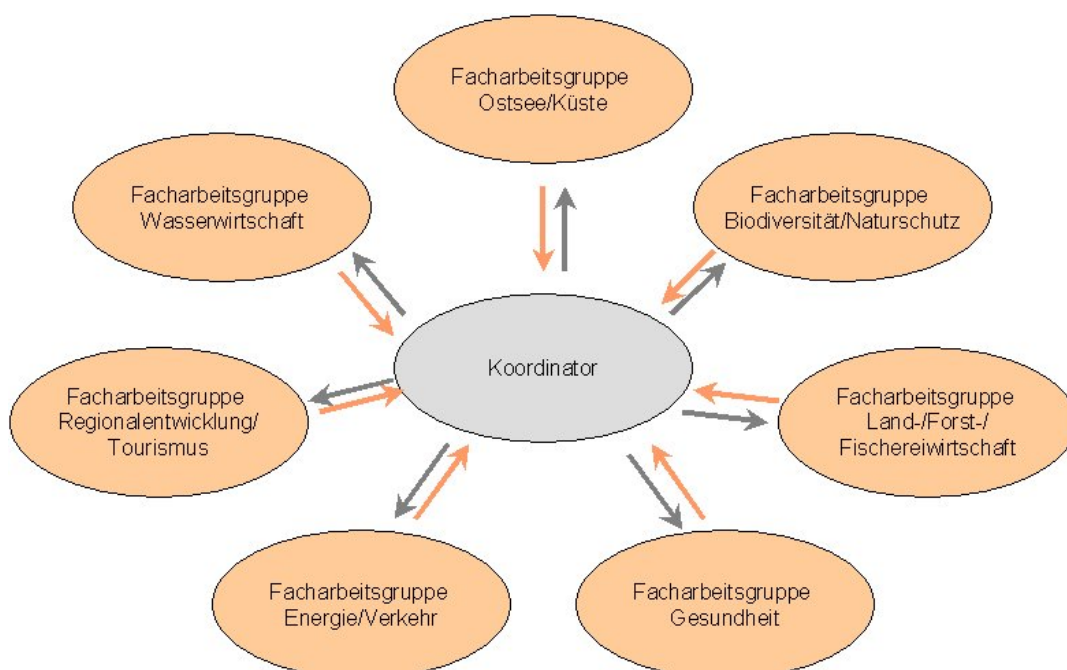 Facharbeitsgruppe
Ostsee/Küste
Facharbeitsgruppe
Wasserwirtschaft
Facharbeitsgruppe
Biodiversität/Naturschutz
Koordinator
Facharbeitsgruppe
Regionalentwicklung/
Tourismus
Facharbeitsgruppe
Land-/Forst-/
Fischereiwirtschaft
Facharbeitsgruppe
Energie/Verkehr
Facharbeitsgruppe
Gesundheit